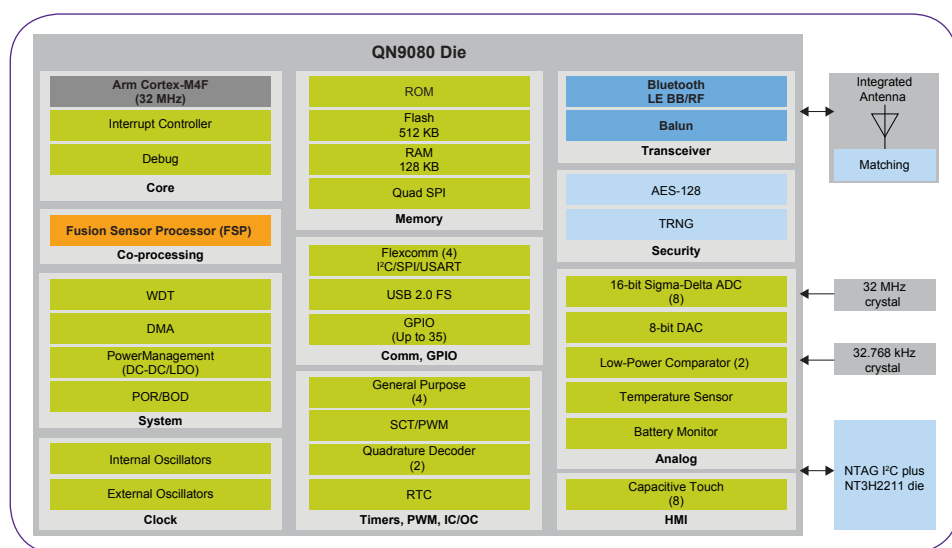 QN9080 Die
Arm Cortex-M4F
(32 MHz)
Interrupt Controller
Debug
Core
Fusion Sensor Processor (FSP)
Co-processing
WDT
DMA
PowerManagement
(DC-DC/LDO)
POR/BOD
System
Internal Oscillators
External Oscillators
Clock
ROM
Flash
512 KB
RAM
128 KB
Quad SPI
Memory
Flexcomm (4)
I²C/SPI/USART
USB 2.0 FS
GPIO
(Up to 35)
Comm, GPIO
General Purpose
(4)
SCT/PWM
Quadrature Decoder
(2)
RTC
Timers, PWM, IC/OC
Bluetooth
LE BB/RF
Balun
Transceiver
AES-128
TRNG
Security
16-bit Sigma-Delta ADC
(8)
8-bit DAC
Low-Power Comparator (2)
Temperature Sensor
Battery Monitor
Analog
Capacitive Touch
(8)
HMI
Integrated
Antenna
Matching
32 MHz
crystal
32.768 kHz
crystal
NTAG I²C plus
NT3H2211 die